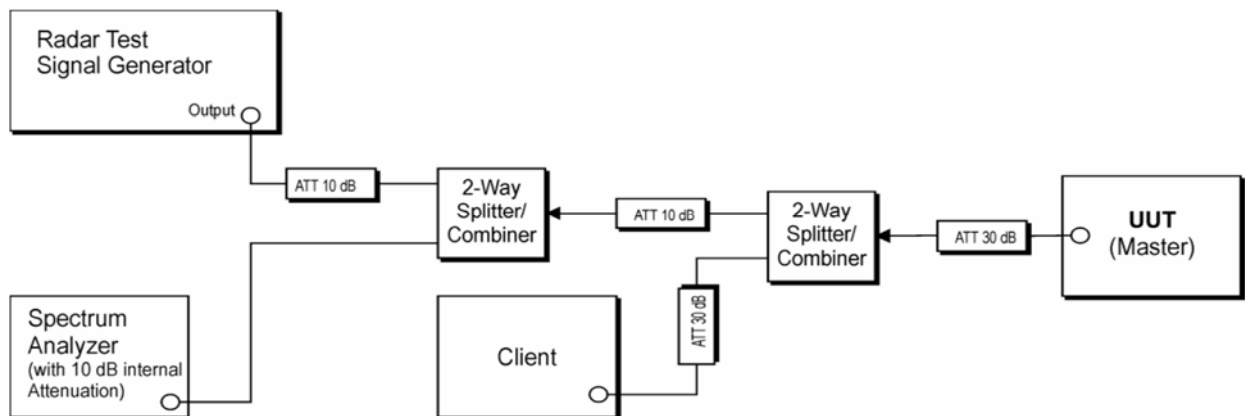 Radar Test
Signal Generator
Output
ATT 10 dB
2-Way
Splitter/
Combiner
ATT 10 dB
2-Way
Splitter/
Combiner
ATT 30 dB
UUT
(Master)
Spectrum
Analyzer
(with 10 dB internal
Attenuation)
Client
ATT 30 dB